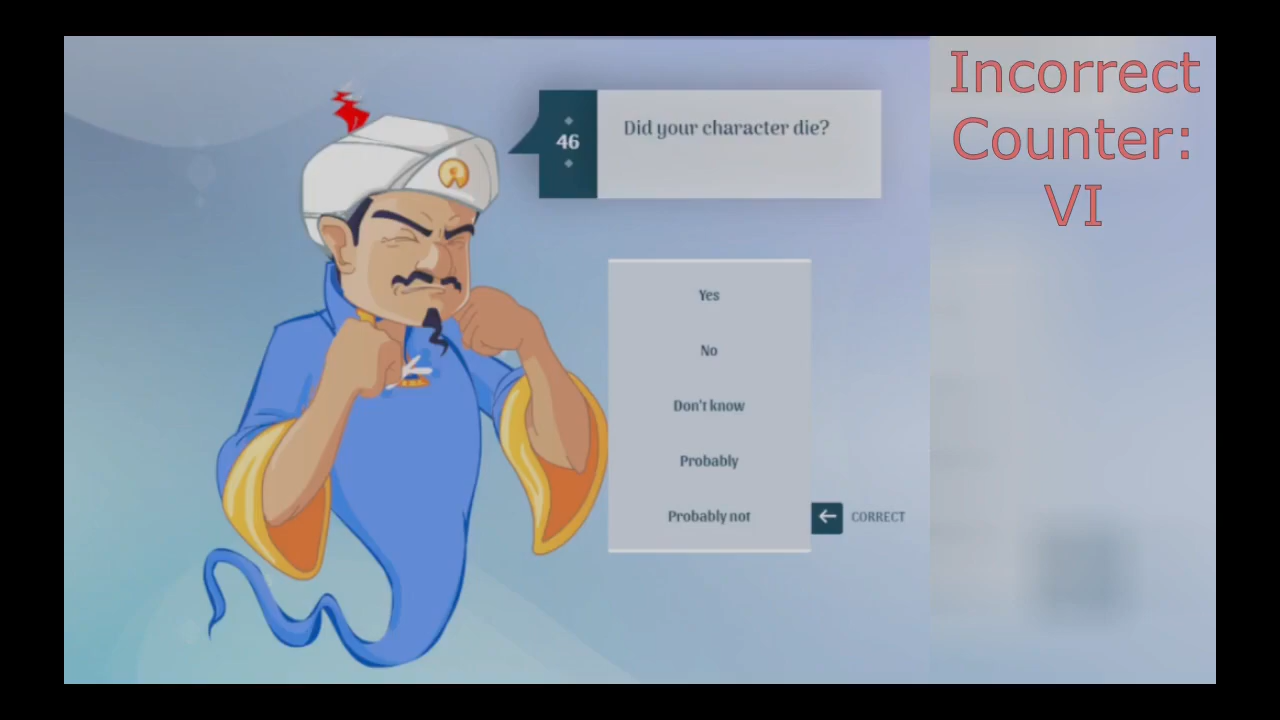 46
Did your character die?
Yes
No
Don't know
Probably
Probably not
CORRECT
Incorrect
Counter:
VI